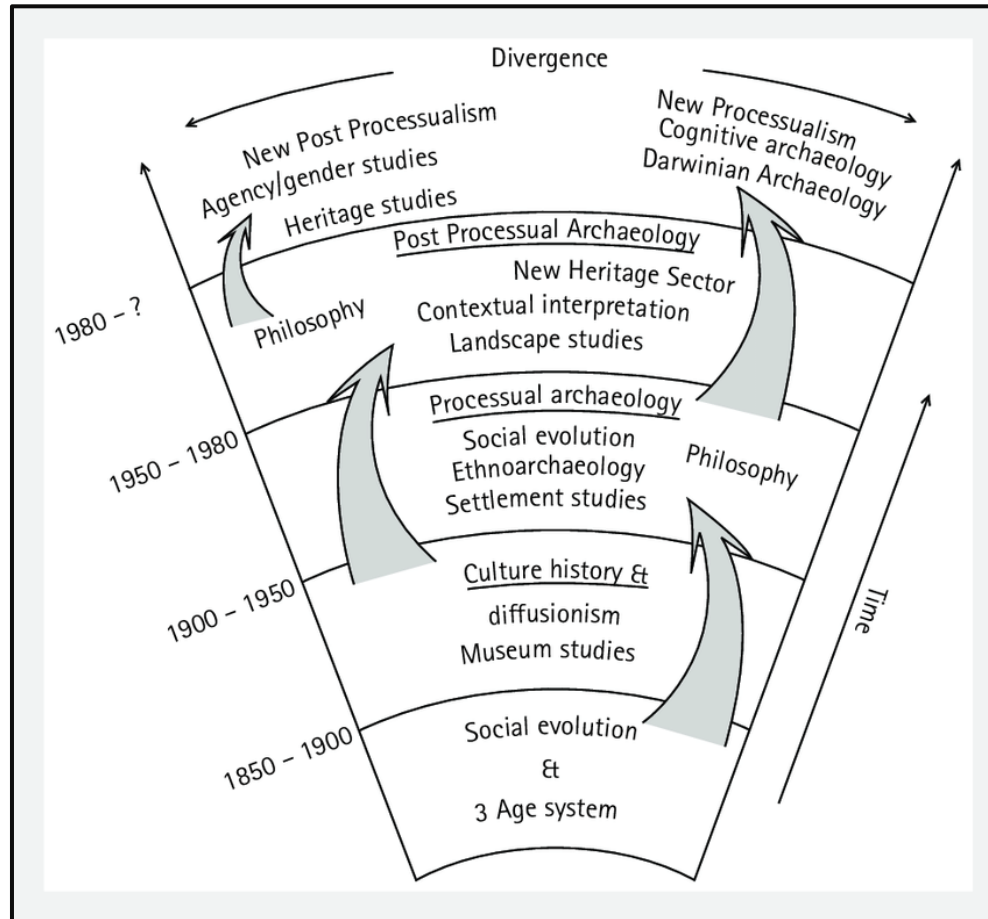 Divergence
New Post Processualism
Agency/gender studies
Heritage studies
New Processualism
Cognitive archaeology
Darwinian Archaeology
Post Processual Archaeology
New Heritage Sector
Contextual interpretation
Landscape studies
Philosophy
1980 – ?
Processual archaeology
Social evolution
Ethnoarchaeology
Settlement studies
Philosophy
1950 – 1980
Culture history &
diffusionism
Museum studies
1900 – 1950
Time
Social evolution
&
3 Age system
1850 – 1900